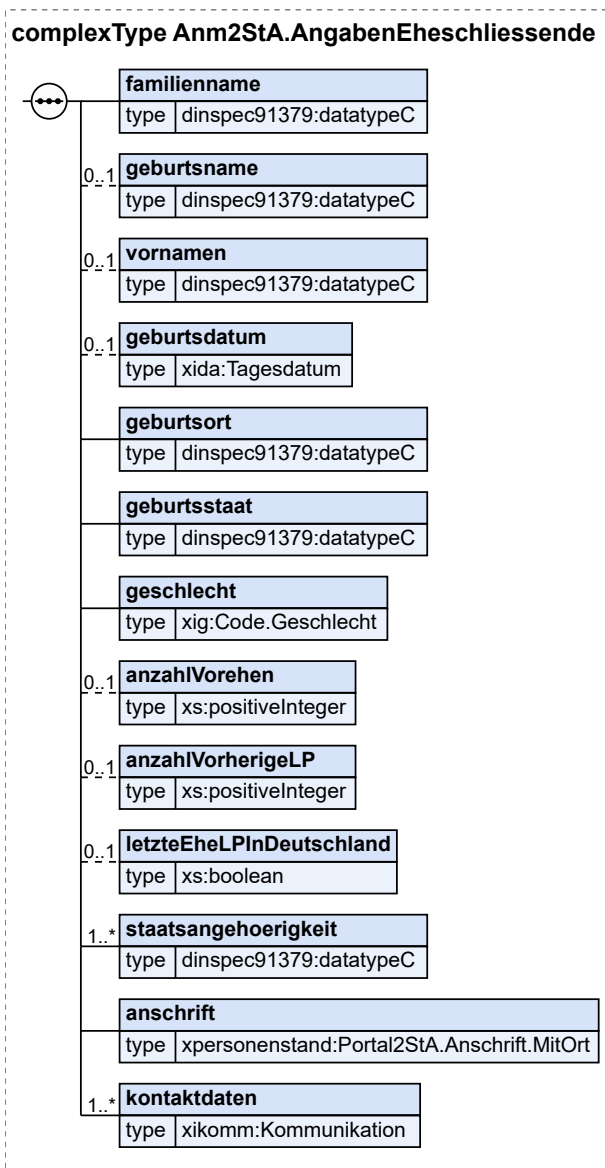 complexType Anm2StA.AngabenEheschliessende
familienname
type dinspec91379:datatypeC
0..1 geburtsname
type dinspec91379:datatypeC
0..1 vornamen
type dinspec91379:datatypeC
0..1 geburtsdatum
type xida:Tagesdatum
geburtsort
type dinspec91379:datatypeC
geburtsstaat
type dinspec91379:datatypeC
geschlecht
type xig:Code.Geschlecht
0..1 anzahlVorehen
type xs:positiveInteger
0..1 anzahlVorherigeLP
type xs:positiveInteger
0..1 letzteEheLPInDeutschland
type xs:boolean
1..* staatsangehoerigkeit
type dinspec91379:datatypeC
anschrift
type xpersonenstand:Portal2StA.Anschrift.MitOrt
1..* kontaktdaten
type xikomm:Kommunikation